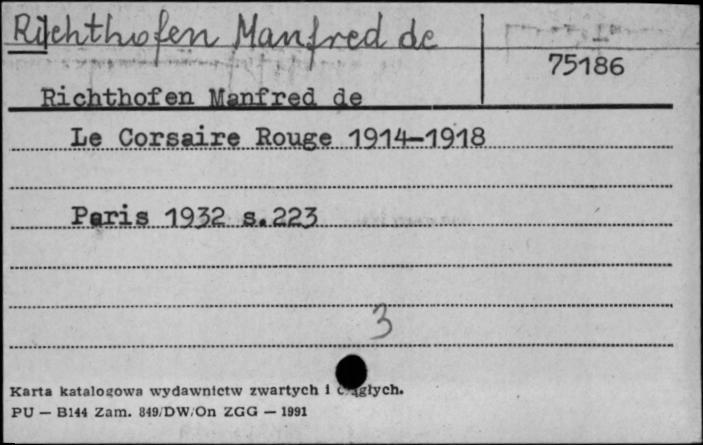 Richthofen Manfred de
75186
Richthofen Manfred de
Le Corsaire Rouge 1914-1918
Paris 1932 s.223
3
Karta katalogowa wydawnictw zwartych i ciągłych.
PU — B144 Zam. 849/DW/On ZGG — 1991